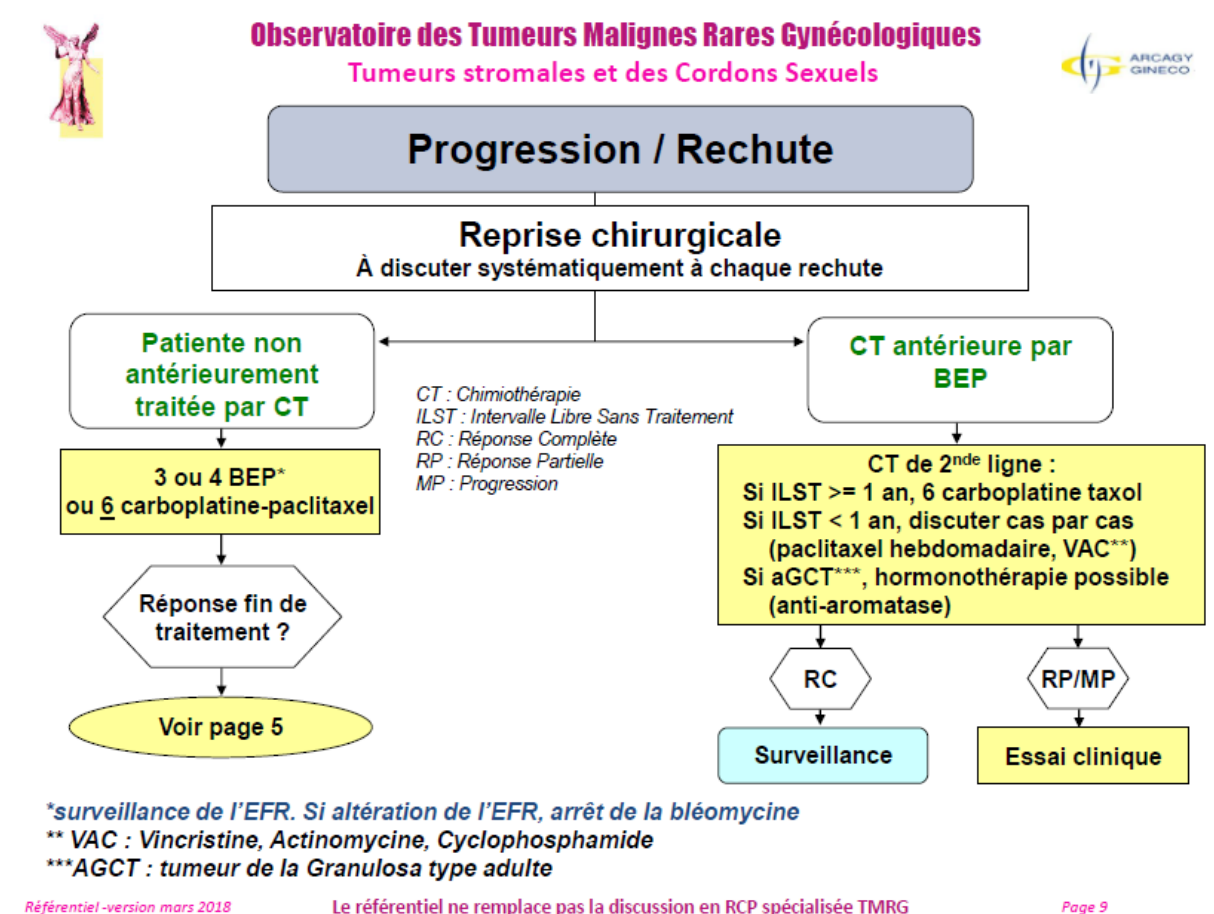 Observatoire des Tumeurs Malignes Rares Gynécologiques
Tumeurs stromales et des Cordons Sexuels
ARCAGY
GINECO
Progression / Rechute
Reprise chirurgicale
À discuter systématiquement à chaque rechute
Patiente non
antérieurement
traitée par CT
CT : Chimiothérapie
ILST : Intervalle Libre Sans Traitement
RC : Réponse Complète
RP : Réponse Partielle
MP : Progression
CT antérieure par
BEP
3 ou 4 BEP*
ou 6 carboplatine-paclitaxel
CT de 2nde ligne :
Si ILST >= 1 an, 6 carboplatine taxol
Si ILST < 1 an, discuter cas par cas
(paclitaxel hebdomadaire, VAC**)
Si aGCT***, hormonothérapie possible
(anti-aromatase)
Réponse fin de
traitement ?
RC
RP/MP
Voir page 5
Surveillance
Essai clinique
*surveillance de l'EFR. Si altération de l'EFR, arrêt de la bléomycine
** VAC : Vincristine, Actinomycine, Cyclophosphamide
***AGCT : tumeur de la Granulosa type adulte
Référentiel -version mars 2018
Le référentiel ne remplace pas la discussion en RCP spécialisée TMRG
Page 9